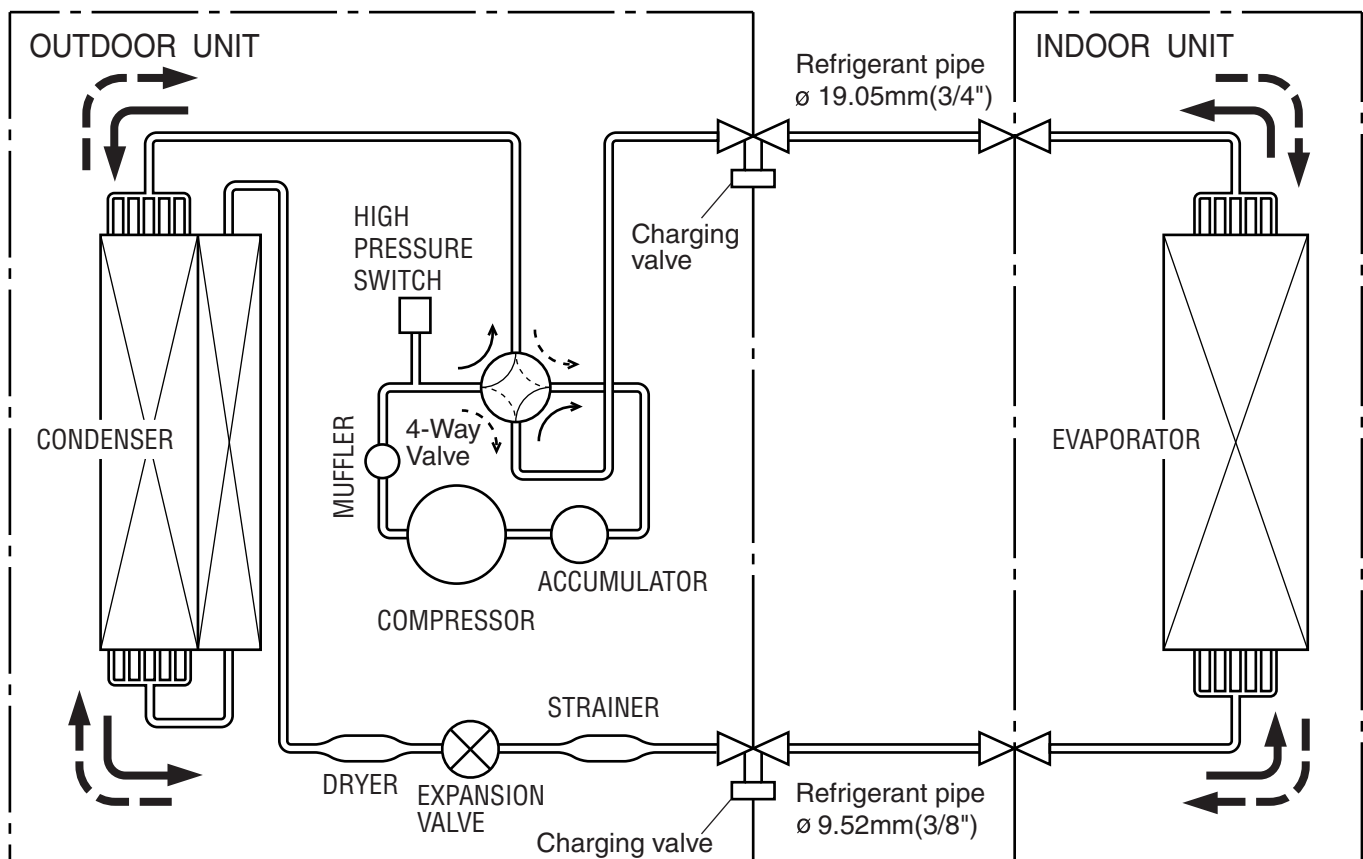 OUTDOOR UNIT
INDOOR UNIT
Refrigerant pipe
ø 19.05mm(3/4")
HIGH
PRESSURE
SWITCH
Charging
valve
CONDENSER
MUFFLER
4-Way
Valve
EVAPORATOR
ACCUMULATOR
COMPRESSOR
STRAINER
DRYER
EXPANSION
VALVE
Charging valve
Refrigerant pipe
ø 9.52mm(3/8")